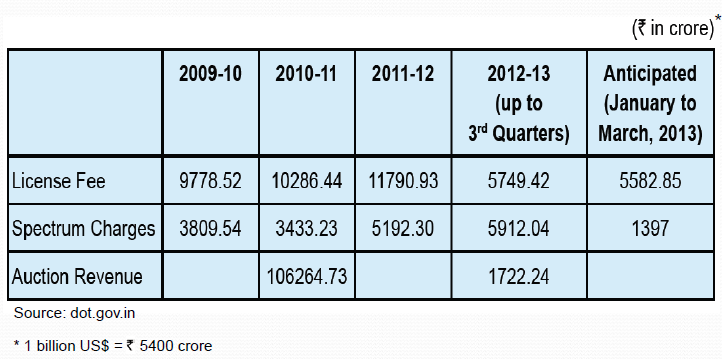 (₹ in crore)*
2009-10 2010-11 2011-12 2012-13 Anticipated
(up to (January to
3rd Quarters) March, 2013)
License Fee 9778.52 10286.44 11790.93 5749.42 5582.85
Spectrum Charges 3809.54 3433.23 5192.30 5912.04 1397
Auction Revenue 106264.73 1722.24
Source: dot.gov.in
* 1 billion US$ = ₹ 5400 crore